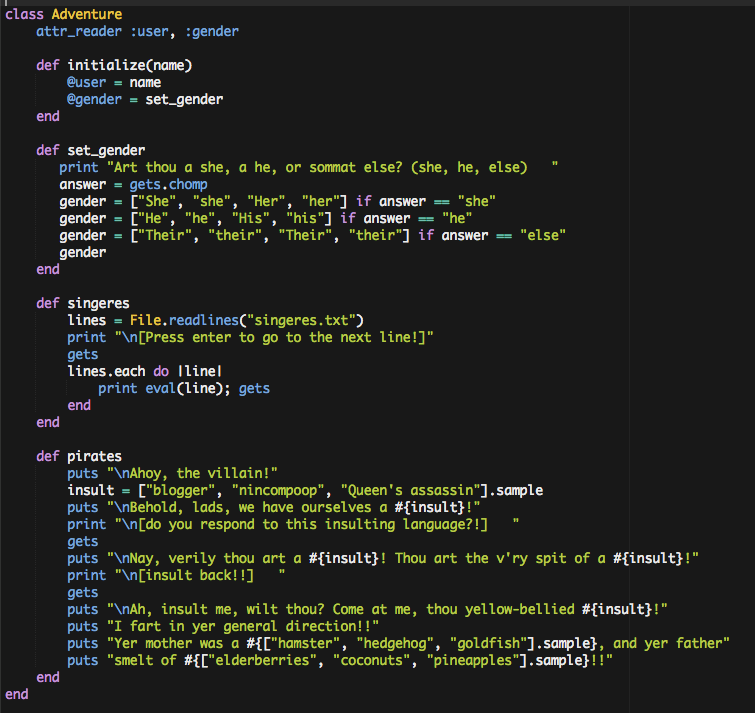 class Adventure
    attr_reader :user, :gender

    def initialize(name)
        @user = name
        @gender = set_gender
    end

    def set_gender
       print "Art thou a she, a he, or sommat else? (she, he, else)   "
       answer = gets.chomp
       gender = ["She", "she", "Her", "her"] if answer == "she"
       gender = ["He", "he", "His", "his"] if answer == "he"
       gender = ["Their", "their", "Their", "their"] if answer == "else"
       gender
    end

    def singeres
        lines = File.readlines("singeres.txt")
        print "\n[Press enter to go to the next line!]"
        gets
        lines.each do |line|
            print eval(line); gets
        end
    end

    def pirates
        puts "\nAhoy, the villain!"
        insult = ["blogger", "nincompoop", "Queen's assassin"].sample
        puts "\nBehold, lads, we have ourselves a #{insult}!"
        print "\n[do you respond to this insulting language?!]   "
        gets
        puts "\nNay, verily thou art a #{insult}! Thou art the v'ry spit of a #{insult}!"
        print "\n[insult back!!]   "
        gets
        puts "\nAh, insult me, wilt thou? Come at me, thou yellow-bellied #{insult}!"
        puts "I fart in yer general direction!!"
        puts "Yer mother was a #{["hamster", "hedgehog", "goldfish"].sample}, and yer father"
        puts "smelt of #{["elderberries", "coconuts", "pineapples"].sample}!!"
    end
end